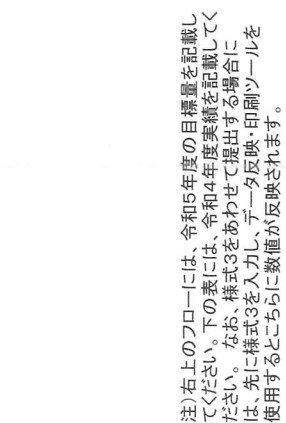 注）右上のフローには、令和5年度の目標量を記載し
てください。下の表には、令和4年度実績を記載してく
ださい。 なお、様式3をあわせて提出する場合に
は、先に様式3を入力し、データ反映・印刷ツールを
使用するとこちらに数値が反映されます。